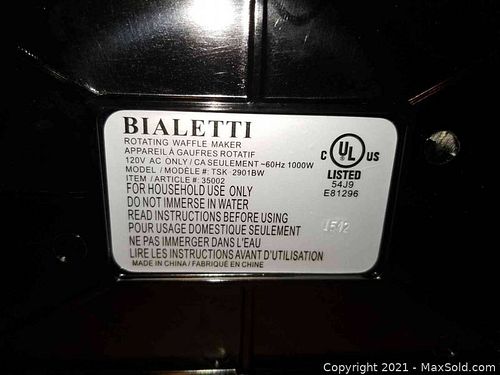 BIALETTI
ROTATING WAFFLE MAKER
APPAREIL À GAUFRES ROTATIF
120V AC ONLY / CA SEULEMENT ~60Hz 1000W
MODEL / MODÈLE #: TSK 2901BW
ITEM / ARTICLE #: 35002
FOR HOUSEHOLD USE ONLY
DO NOT IMMERSE IN WATER
READ INSTRUCTIONS BEFORE USING
POUR USAGE DOMESTIQUE SEULEMENT
NE PAS IMMERGER DANS L'EAU
LIRE LES INSTRUCTIONS AVANT D'UTILISATION
MADE IN CHINA / FABRIQUÉ EN CHINE
C UL US
LISTED
54J9
E81296
Copyright 2021 - MaxSold.com